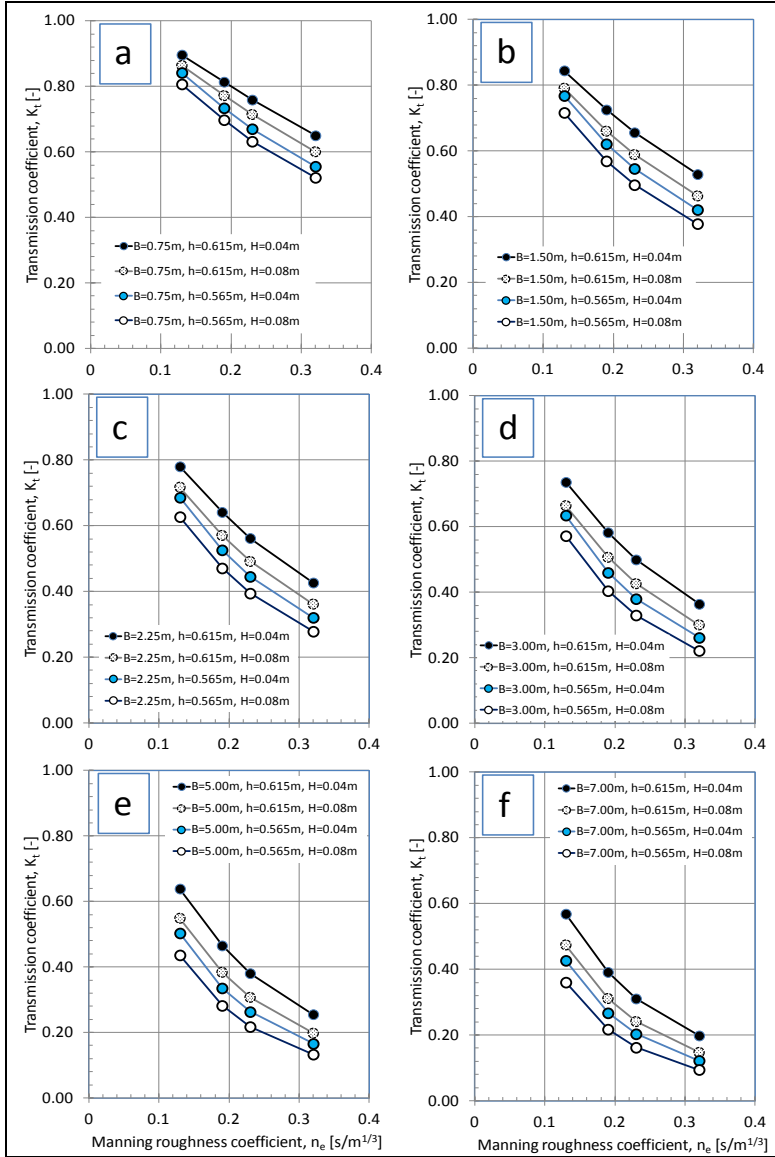 a
Transmission coefficient, Kt [-]
1.00
0.80
0.60
0.40
0.20
0.00
B=0.75m, h=0.615m, H=0.04m
B=0.75m, h=0.615m, H=0.08m
B=0.75m, h=0.565m, H=0.04m
B=0.75m, h=0.565m, H=0.08m
0 0.1 0.2 0.3 0.4
b
Transmission coefficient, Kt [-]
1.00
0.80
0.60
0.40
0.20
0.00
B=1.50m, h=0.615m, H=0.04m
B=1.50m, h=0.615m, H=0.08m
B=1.50m, h=0.565m, H=0.04m
B=1.50m, h=0.565m, H=0.08m
0 0.1 0.2 0.3 0.4
c
Transmission coefficient, Kt [-]
1.00
0.80
0.60
0.40
0.20
0.00
B=2.25m, h=0.615m, H=0.04m
B=2.25m, h=0.615m, H=0.08m
B=2.25m, h=0.565m, H=0.04m
B=2.25m, h=0.565m, H=0.08m
0 0.1 0.2 0.3 0.4
d
Transmission coefficient, Kt [-]
1.00
0.80
0.60
0.40
0.20
0.00
B=3.00m, h=0.615m, H=0.04m
B=3.00m, h=0.615m, H=0.08m
B=3.00m, h=0.565m, H=0.04m
B=3.00m, h=0.565m, H=0.08m
0 0.1 0.2 0.3 0.4
e
Transmission coefficient, Kt [-]
1.00
0.80
0.60
0.40
0.20
0.00
B=5.00m, h=0.615m, H=0.04m
B=5.00m, h=0.615m, H=0.08m
B=5.00m, h=0.565m, H=0.04m
B=5.00m, h=0.565m, H=0.08m
0 0.1 0.2 0.3 0.4
Manning roughness coefficient, ne [s/m1/3]
f
Transmission coefficient, Kt [-]
1.00
0.80
0.60
0.40
0.20
0.00
B=7.00m, h=0.615m, H=0.04m
B=7.00m, h=0.615m, H=0.08m
B=7.00m, h=0.565m, H=0.04m
B=7.00m, h=0.565m, H=0.08m
0 0.1 0.2 0.3 0.4
Manning roughness coefficient, ne [s/m1/3]